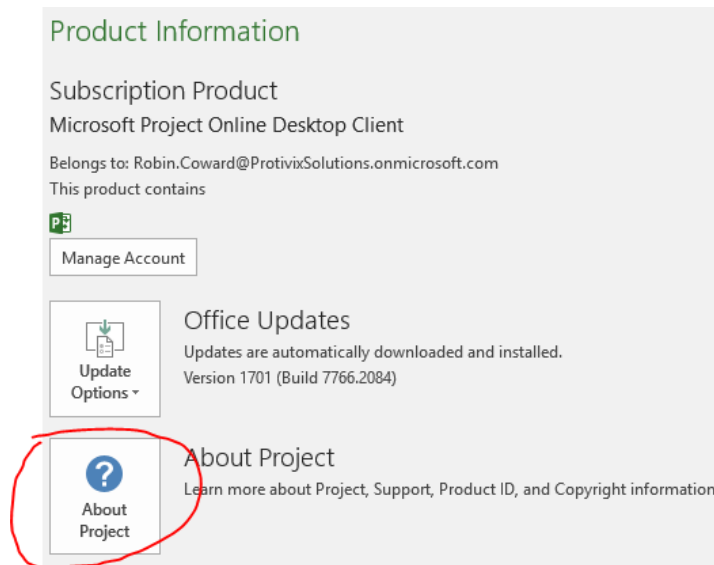 Product Information
Subscription Product
Microsoft Project Online Desktop Client
Belongs to: Robin.Coward@ProtivixSolutions.onmicrosoft.com
This product contains
P
Manage Account
Update
Options
Office Updates
Updates are automatically downloaded and installed.
Version 1701 (Build 7766.2084)
?
About
Project
About Project
Learn more about Project, Support, Product ID, and Copyright information